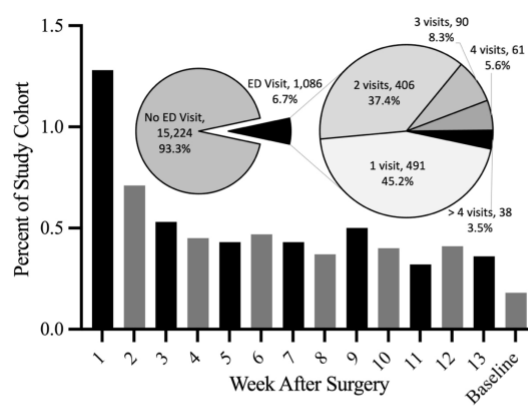 Percent of Study Cohort
1.5
1.0
0.5
0.0
No ED Visit,
15,224
93.3%
ED Visit, 1,086
6.7%
2 visits, 406
37.4%
3 visits, 90
8.3%
4 visits, 61
5.6%
1 visit, 491
45.2%
> 4 visits, 38
3.5%
1 2 3 4 5 6 7 8 9 10 11 12 13 Baseline
Week After Surgery